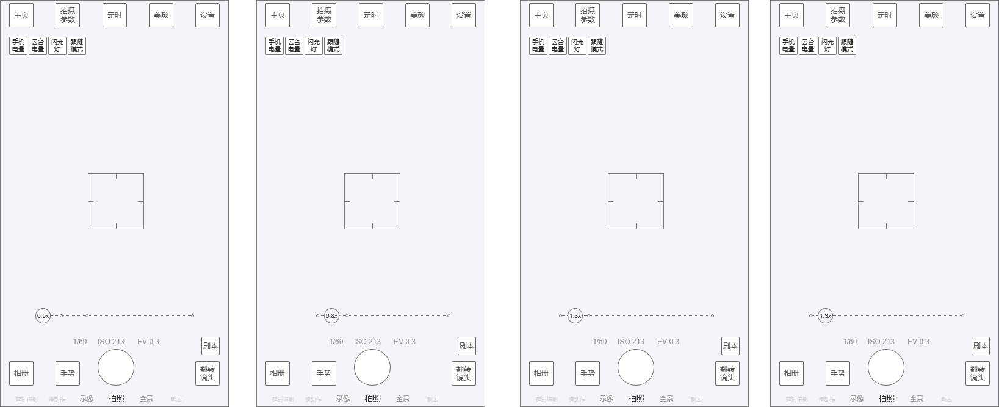 主页 拍摄参数 定时 美颜 设置
手机电量 云台电量 闪光灯 跟随模式
0.5x
1/60 ISO 213 EV 0.3
剧本
相册 手势 翻转镜头
延时摄影 慢动作 录像 拍照 全景 剧本
主页 拍摄参数 定时 美颜 设置
手机电量 云台电量 闪光灯 跟随模式
0.8x
1/60 ISO 213 EV 0.3
剧本
相册 手势 翻转镜头
延时摄影 慢动作 录像 拍照 全景 剧本
主页 拍摄参数 定时 美颜 设置
手机电量 云台电量 闪光灯 跟随模式
1.3x
1/60 ISO 213 EV 0.3
剧本
相册 手势 翻转镜头
延时摄影 慢动作 录像 拍照 全景 剧本
主页 拍摄参数 定时 美颜 设置
手机电量 云台电量 闪光灯 跟随模式
1.3x
1/60 ISO 213 EV 0.3
剧本
相册 手势 翻转镜头
延时摄影 慢动作 录像 拍照 全景 剧本